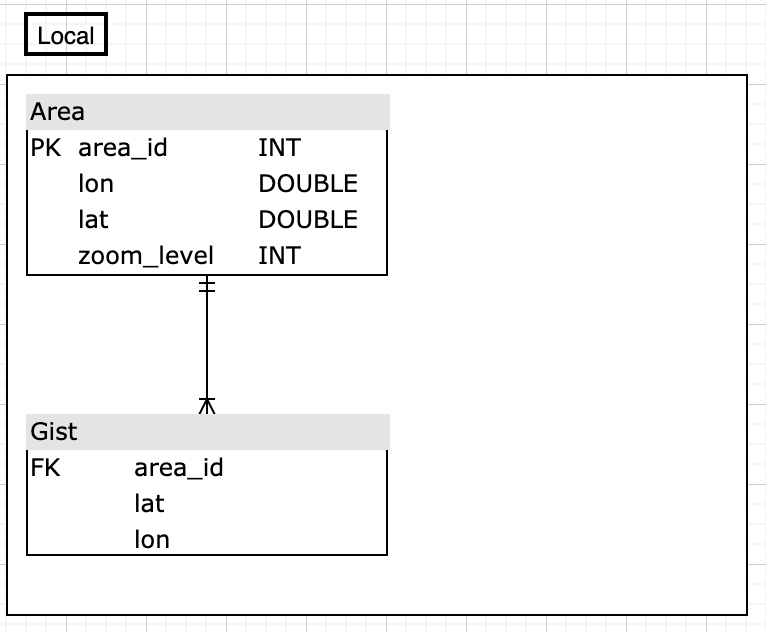 Local
Area
PK area_id INT
lon DOUBLE
lat DOUBLE
zoom_level INT
Gist
FK area_id
lat
lon